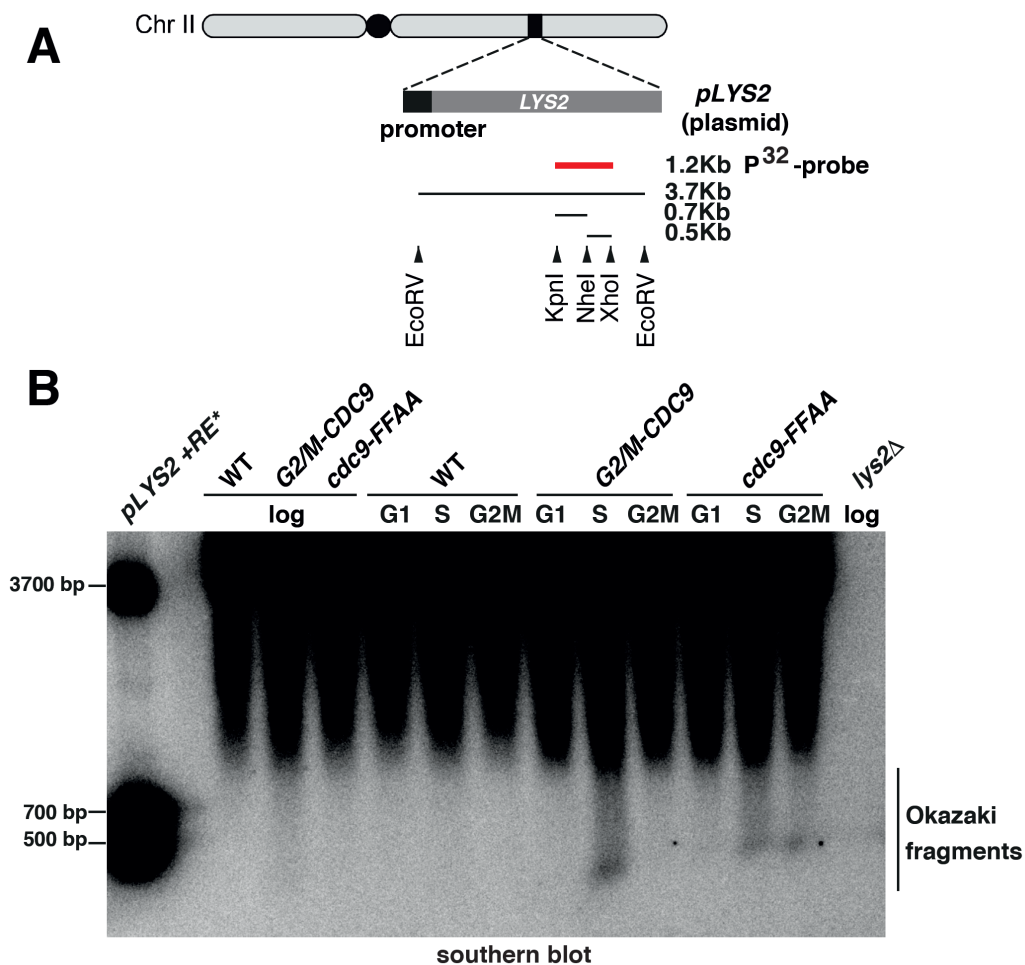 A
Chr II
LYS2
promoter
pLYS2
(plasmid)
1.2Kb P32-probe
3.7Kb
0.7Kb
0.5Kb
EcoRV
KpnI
NheI
XhoI
EcoRV
B
pLYS2 +RE*
WT
G2/M-CDC9
cdc9-FFAA
WT
G2/M-CDC9
cdc9-FFAA
lys2Δ
log G1 S G2M G1 S G2M G1 S G2M log
3700 bp
700 bp
500 bp
Okazaki
fragments
southern blot